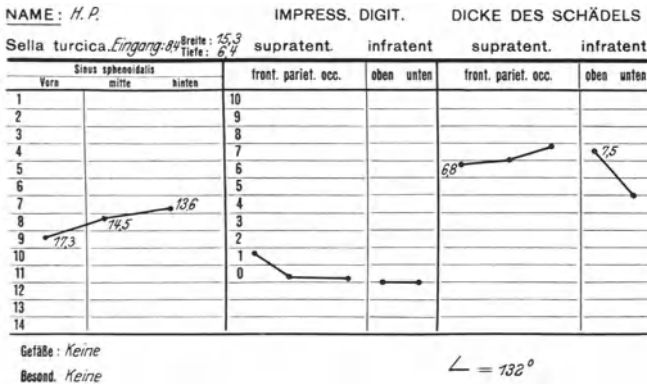 NAME: H.P. IMPRESS. DIGIT. DICKE DES SCHÄDELS
Sella turcica. Eingang: 8,4 Breite: 15,3 Tiefe: 6,4 supratent. infratent supratent. infratent
Sinus sphenoidalis front. pariet. occ. oben unten front. pariet. occ. oben unten
Vorn mitte hinten
1 10
2 9
3 8
4 7 7,5
5 6 6,8
6 5
7 4 13,6
8 3 14,5
9 2 17,3
10 1
11 0
12
13
14
Gefäße: Keine
Besond. Keine ∠ = 132°